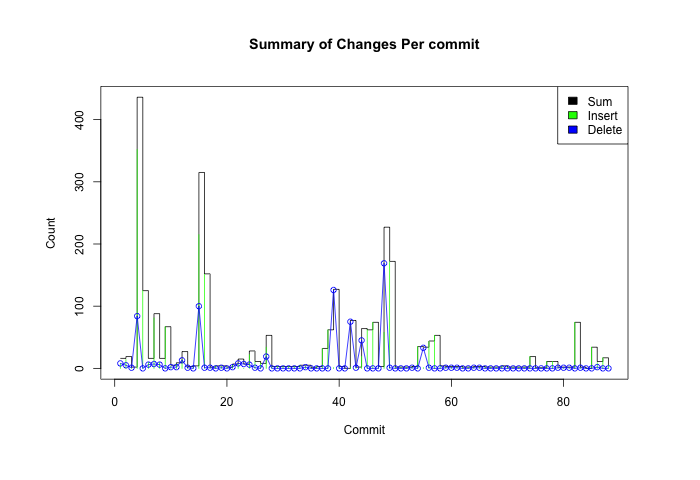 Summary of Changes Per commit
Sum
Insert
Delete
Count
400
300
200
100
0
0 20 40 60 80
Commit